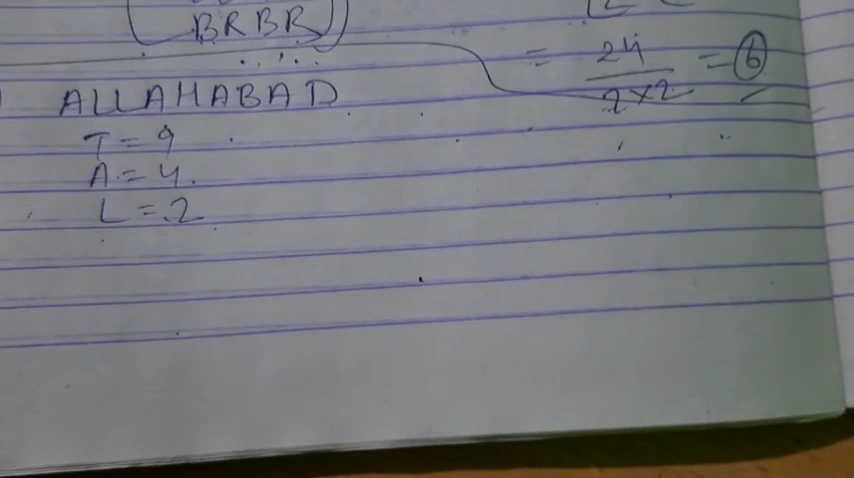 BRBR
= 24 / 2×2 = 6
ALLAHABAD
T = 9
A = 4
L = 2